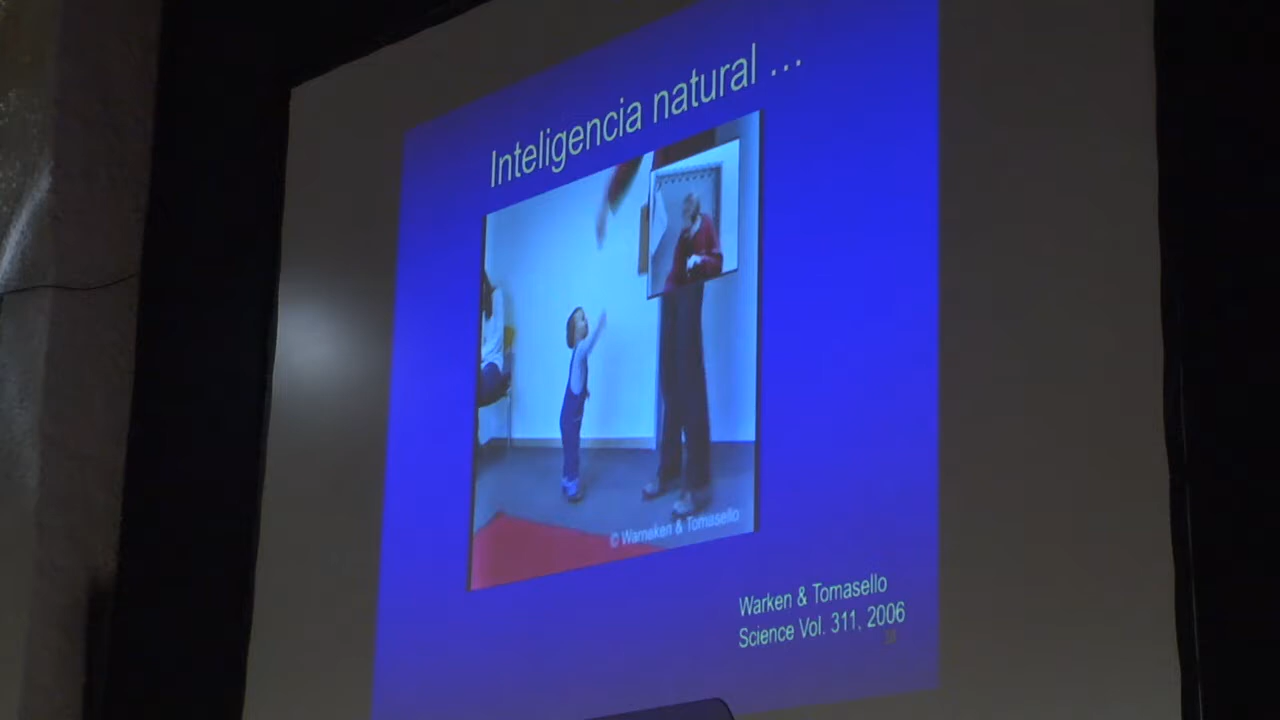 Inteligencia natural ...
© Warneken & Tomasello
Warken & Tomasello
Science Vol. 311, 2006